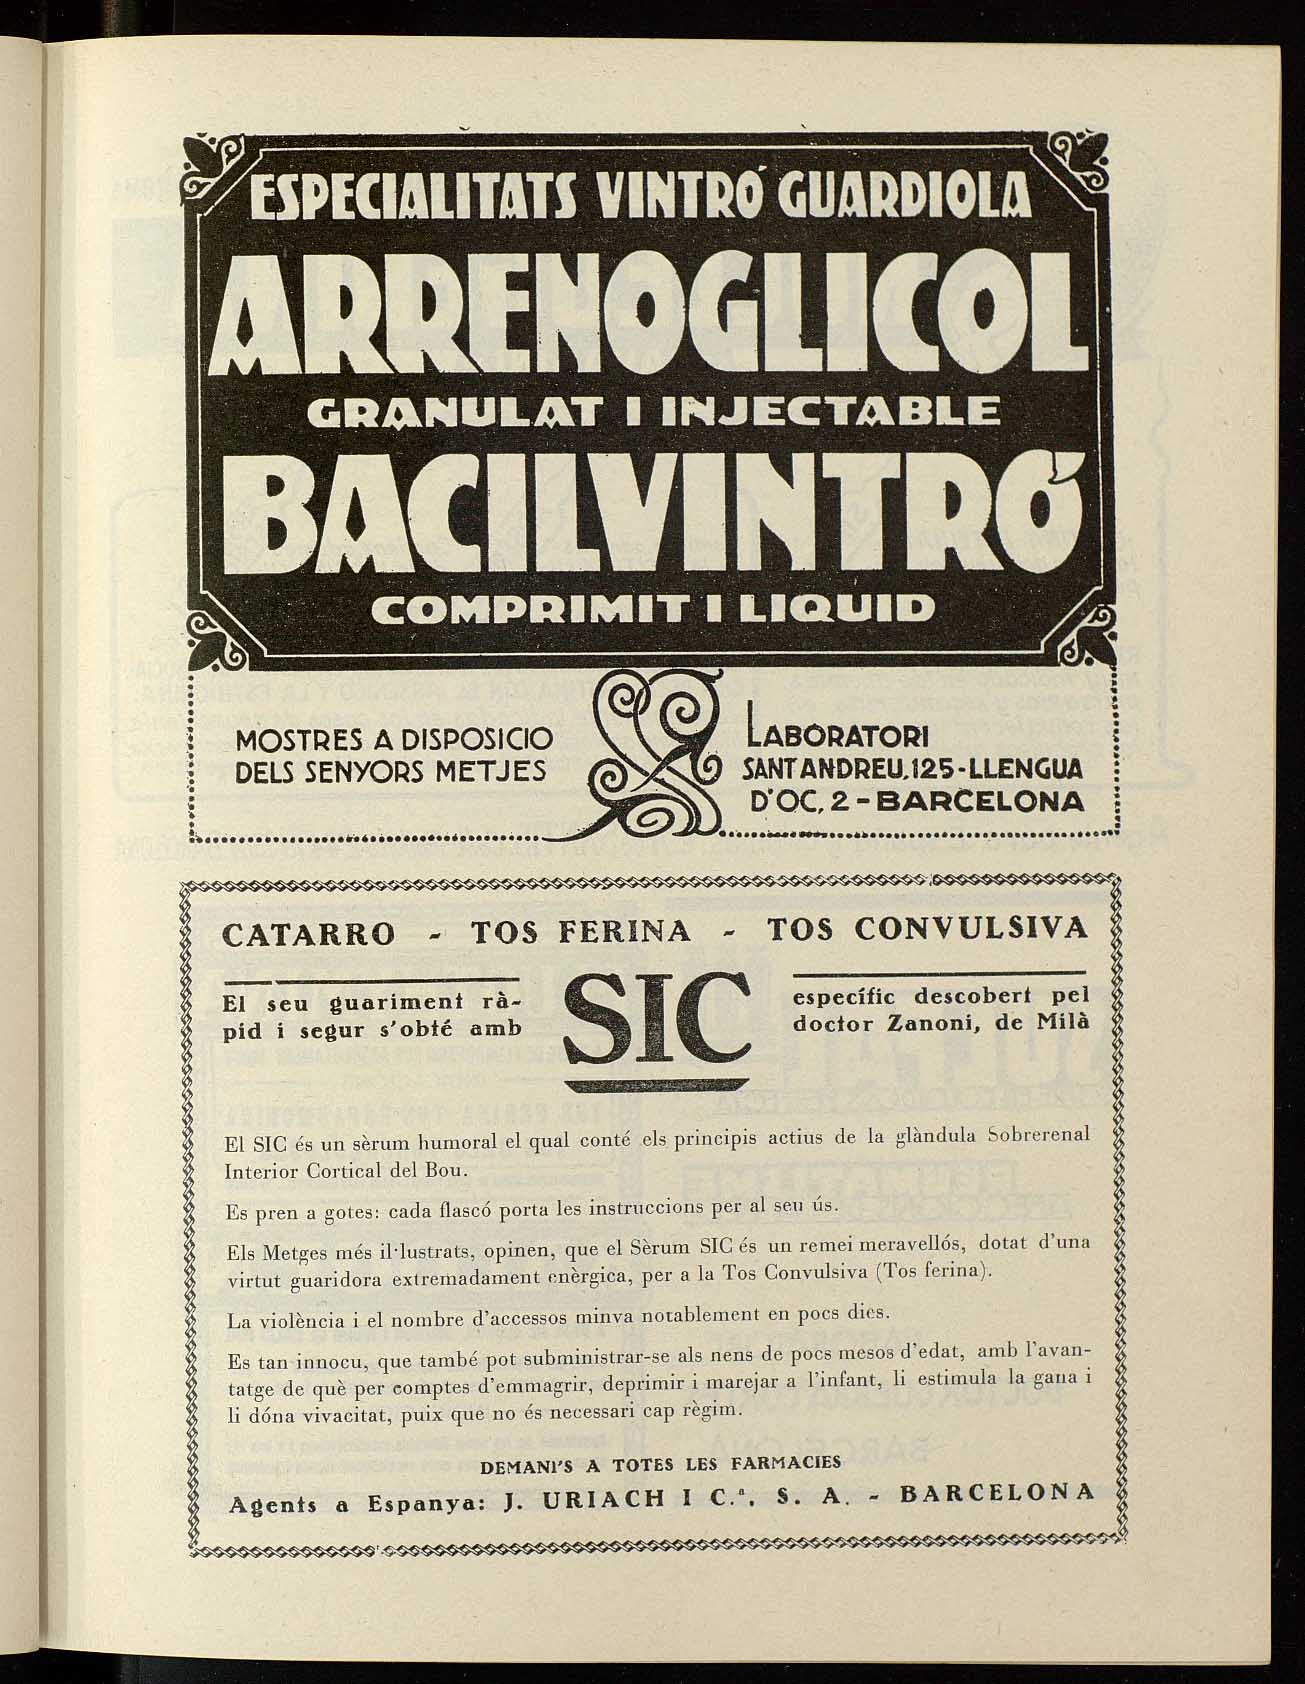 ESPECIALITATS VINTRÓ GUARDIOLA
ARRENOGLICOL
GRANULAT I INJECTABLE
BACILVINTRÓ
COMPRIMIT I LIQUID
MOSTRES A DISPOSICIO
DELS SENYORS METJES
LABORATORI
SANT ANDREU, 125 - LLENGUA
D'OC, 2 - BARCELONA
CATARRO - TOS FERINA - TOS CONVULSIVA
El seu guariment rà-
pid i segur s'obté amb
SIC
específic descobert pel
doctor Zanoni, de Milà
El SIC és un sèrum humoral el qual conté els principis actius de la glàndula Sobrerenal
Interior Cortical del Bou.
Es pren a gotes: cada flascó porta les instruccions per al seu ús.
Els Metges més il·lustrats, opinen, que el Sèrum SIC és un remei meravellós, dotat d'una
virtut guaridora extremadament enèrgica, per a la Tos Convulsiva (Tos ferina).
La violència i el nombre d'accessos minva notablement en pocs dies.
Es tan innocu, que també pot subministrar-se als nens de pocs mesos d'edat, amb l'avan-
tatge de què per comptes d'emmagrir, deprimir i marejar a l'infant, li estimula la gana i
li dóna vivacitat, puix que no és necessari cap règim.
DEMANI'S A TOTES LES FARMACIES
Agents a Espanya: J. URIACH I C.ª, S. A. - BARCELONA